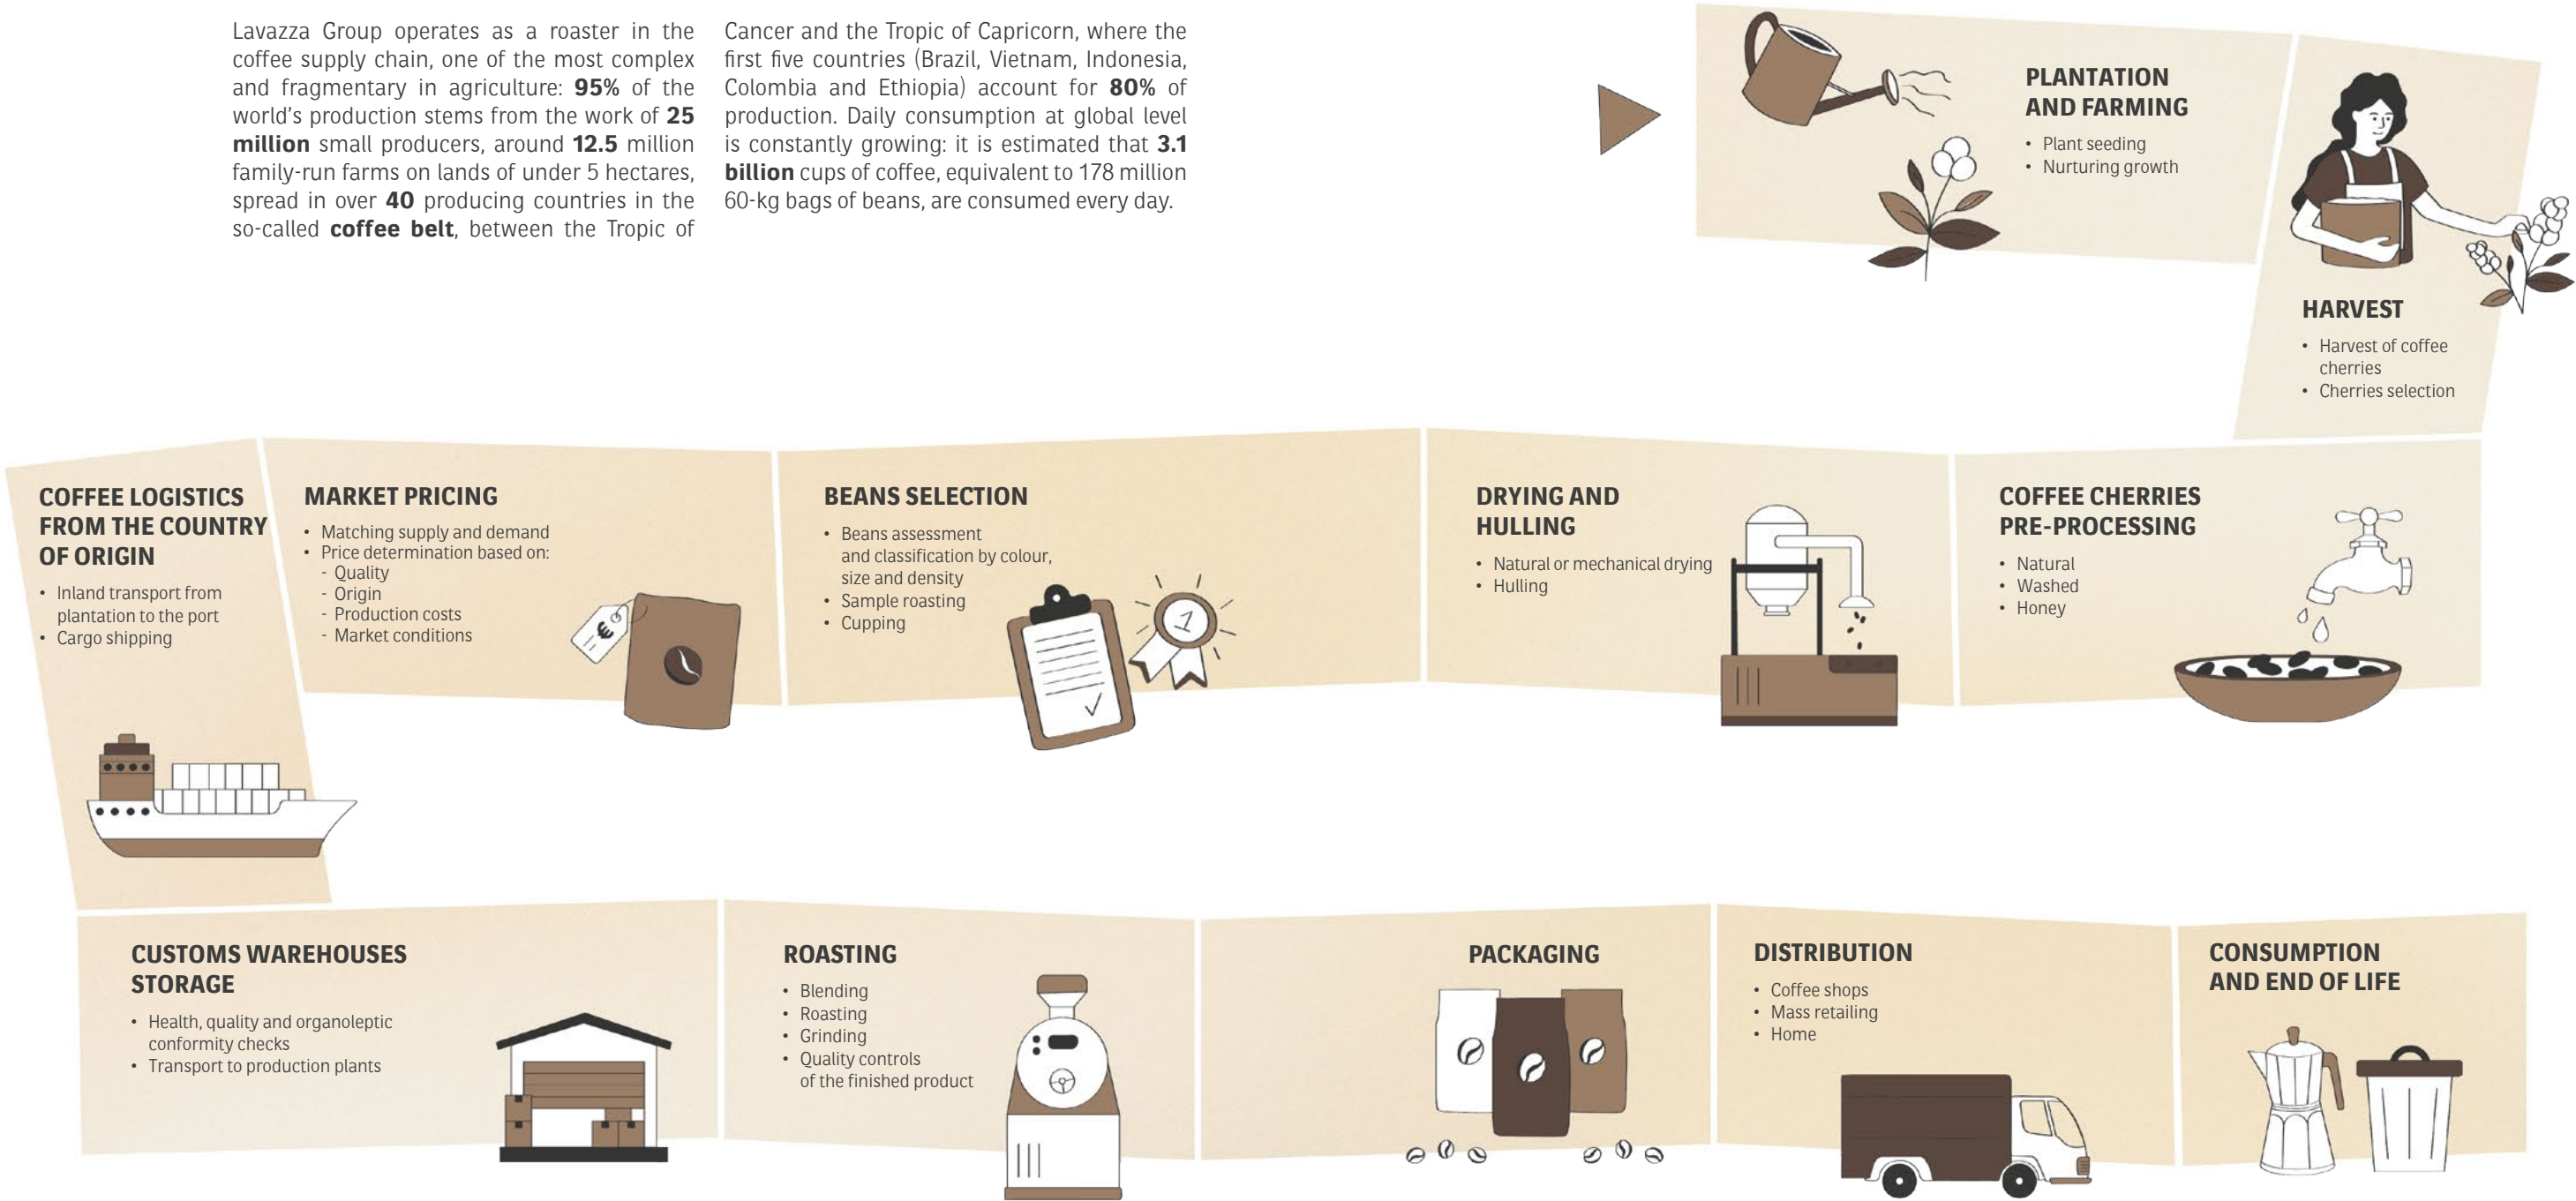 Lavazza Group operates as a roaster in the
coffee supply chain, one of the most complex
and fragmentary in agriculture: 95% of the
world's production stems from the work of 25
million small producers, around 12.5 million
family-run farms on lands of under 5 hectares,
spread in over 40 producing countries in the
so-called coffee belt, between the Tropic of
Cancer and the Tropic of Capricorn, where the
first five countries (Brazil, Vietnam, Indonesia,
Colombia and Ethiopia) account for 80% of
production. Daily consumption at global level
is constantly growing: it is estimated that 3.1
billion cups of coffee, equivalent to 178 million
60-kg bags of beans, are consumed every day.
PLANTATION
AND FARMING
• Plant seeding
• Nurturing growth
HARVEST
• Harvest of coffee
cherries
• Cherries selection
COFFEE CHERRIES
PRE-PROCESSING
• Natural
• Washed
• Honey
DRYING AND
HULLING
• Natural or mechanical drying
• Hulling
BEANS SELECTION
• Beans assessment
and classification by colour,
size and density
• Sample roasting
• Cupping
1
MARKET PRICING
• Matching supply and demand
• Price determination based on:
- Quality
- Origin
- Production costs
- Market conditions
€
COFFEE LOGISTICS
FROM THE COUNTRY
OF ORIGIN
• Inland transport from
plantation to the port
• Cargo shipping
CUSTOMS WAREHOUSES
STORAGE
• Health, quality and organoleptic
conformity checks
• Transport to production plants
ROASTING
• Blending
• Roasting
• Grinding
• Quality controls
of the finished product
PACKAGING
DISTRIBUTION
• Coffee shops
• Mass retailing
• Home
CONSUMPTION
AND END OF LIFE